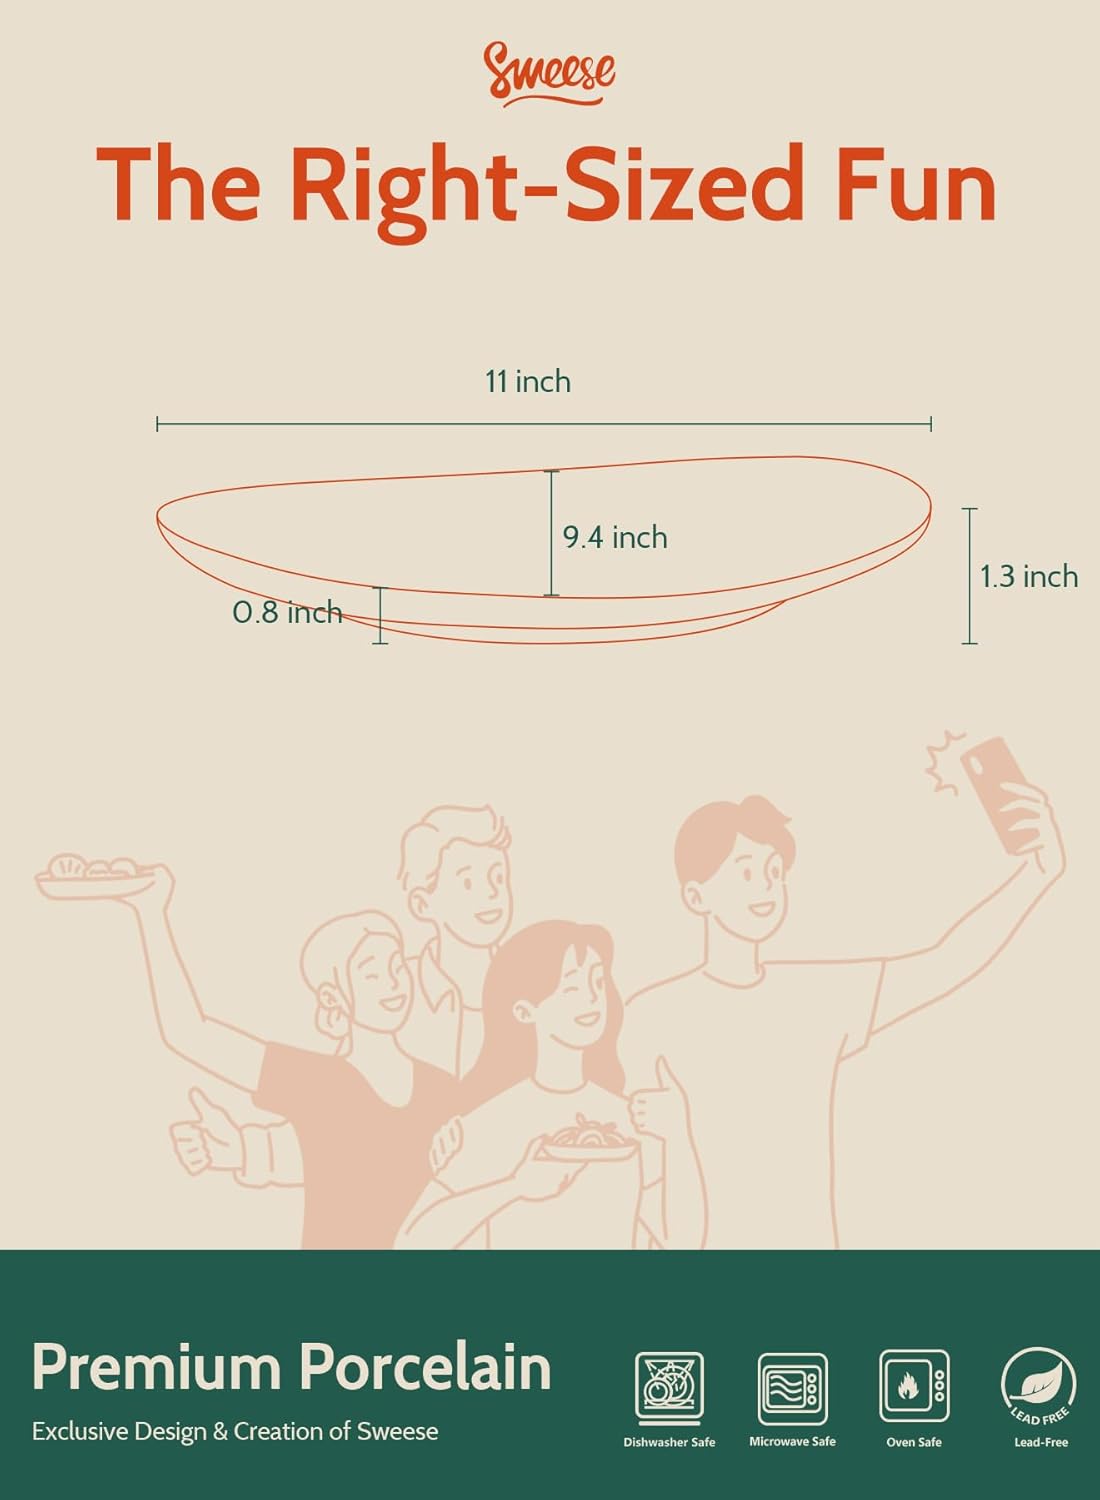 Sweese
The Right-Sized Fun
11 inch
9.4 inch
1.3 inch
0.8 inch
Premium Porcelain
Exclusive Design & Creation of Sweese
LEAD FREE
Dishwasher Safe
Microwave Safe
Oven Safe
Lead-Free